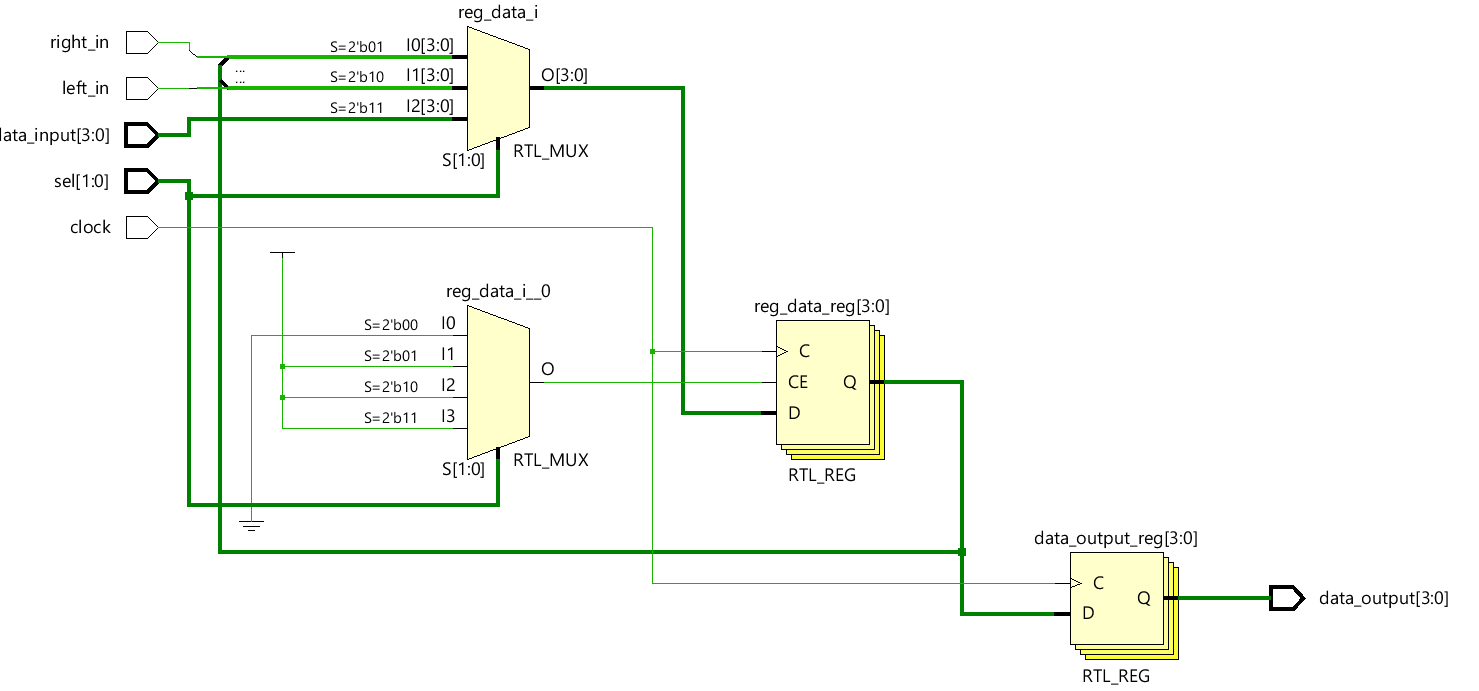 reg_data_i
right_in
S=2'b01
I0[3:0]
...
...
left_in
S=2'b10
I1[3:0]
O[3:0]
S=2'b11
I2[3:0]
data_input[3:0]
S[1:0]
RTL_MUX
sel[1:0]
clock
reg_data_i__0
S=2'b00
I0
S=2'b01
I1
O
S=2'b10
I2
S=2'b11
I3
S[1:0]
RTL_MUX
reg_data_reg[3:0]
C
CE
Q
D
RTL_REG
data_output_reg[3:0]
C
Q
D
RTL_REG
data_output[3:0]